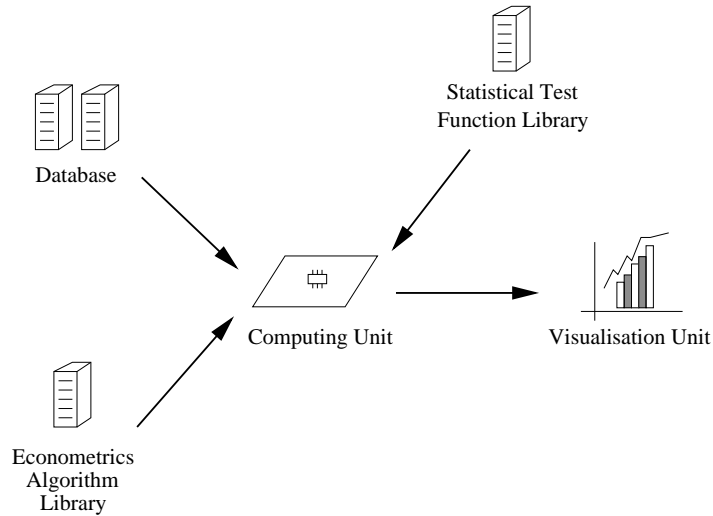 Statistical Test
Function Library
Database
Computing Unit
Visualisation Unit
Econometrics
Algorithm
Library